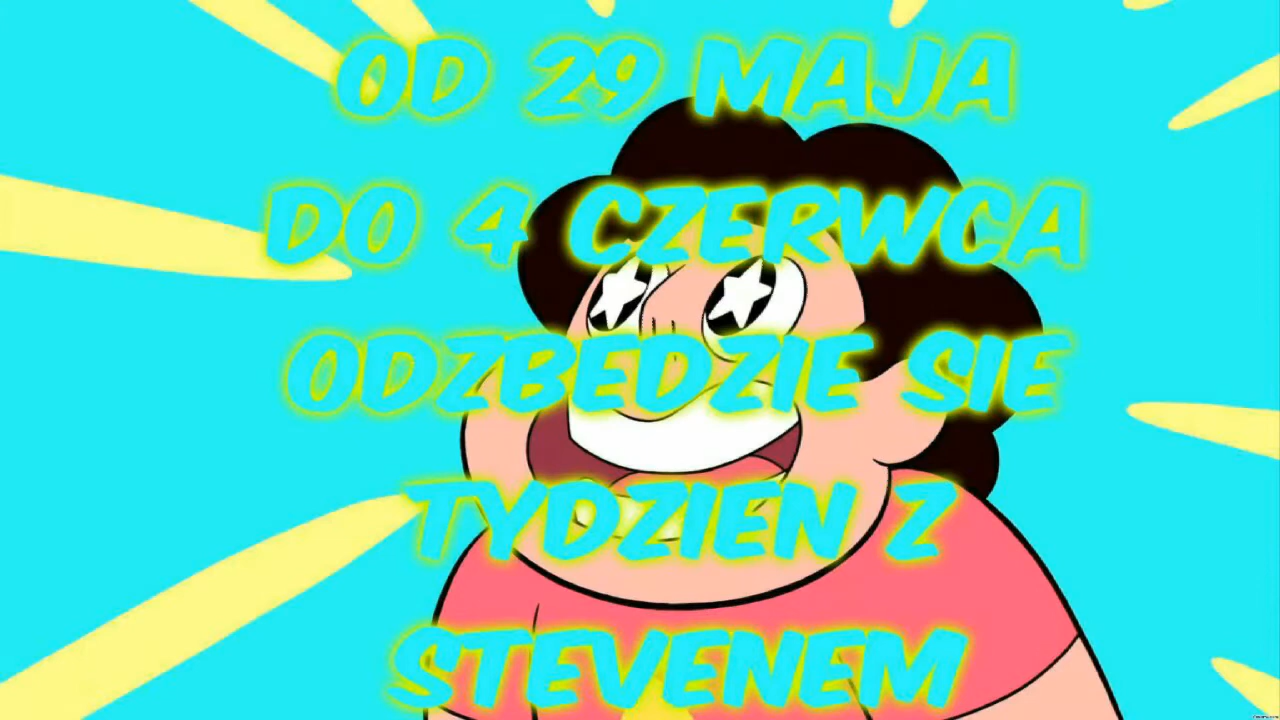 OD 29 MAJA
DO 4 CZERWCA
ODZBEDZIE SIE
TYDZIEN Z
STEVENEM